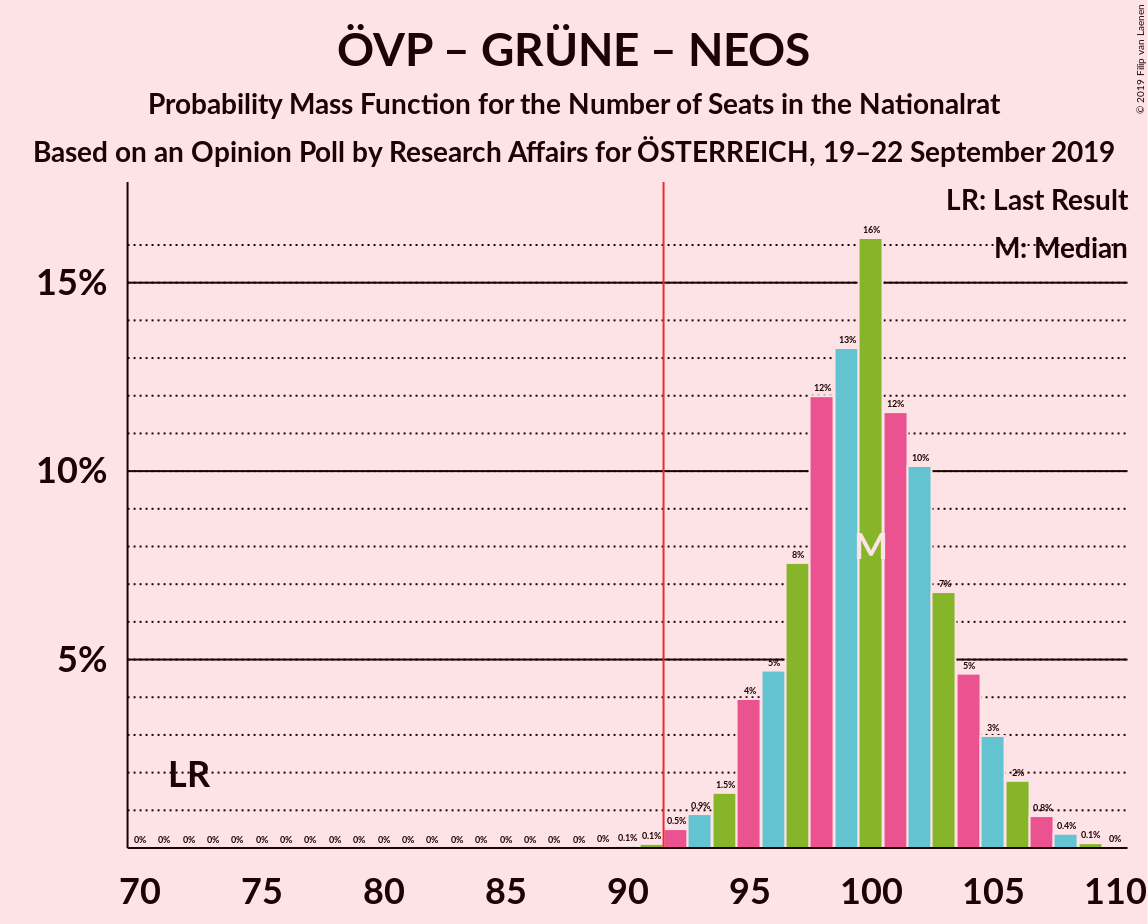 ÖVP – GRÜNE – NEOS
Probability Mass Function for the Number of Seats in the Nationalrat
Based on an Opinion Poll by Research Affairs for ÖSTERREICH, 19–22 September 2019
© 2019 Filip van Laenen
LR: Last Result
M: Median
15%
10%
5%
16%
13%
12%
12%
10%
8%
7%
5%
5%
4%
3%
2%
1.5%
0.9%
0.8%
0.5%
0.4%
0.1%
0%
M
LR
0% 0% 0% 0% 0% 0% 0% 0% 0% 0% 0% 0% 0% 0% 0% 0% 0% 0% 0% 0% 0.1% 0.1%
70 75 80 85 90 95 100 105 110